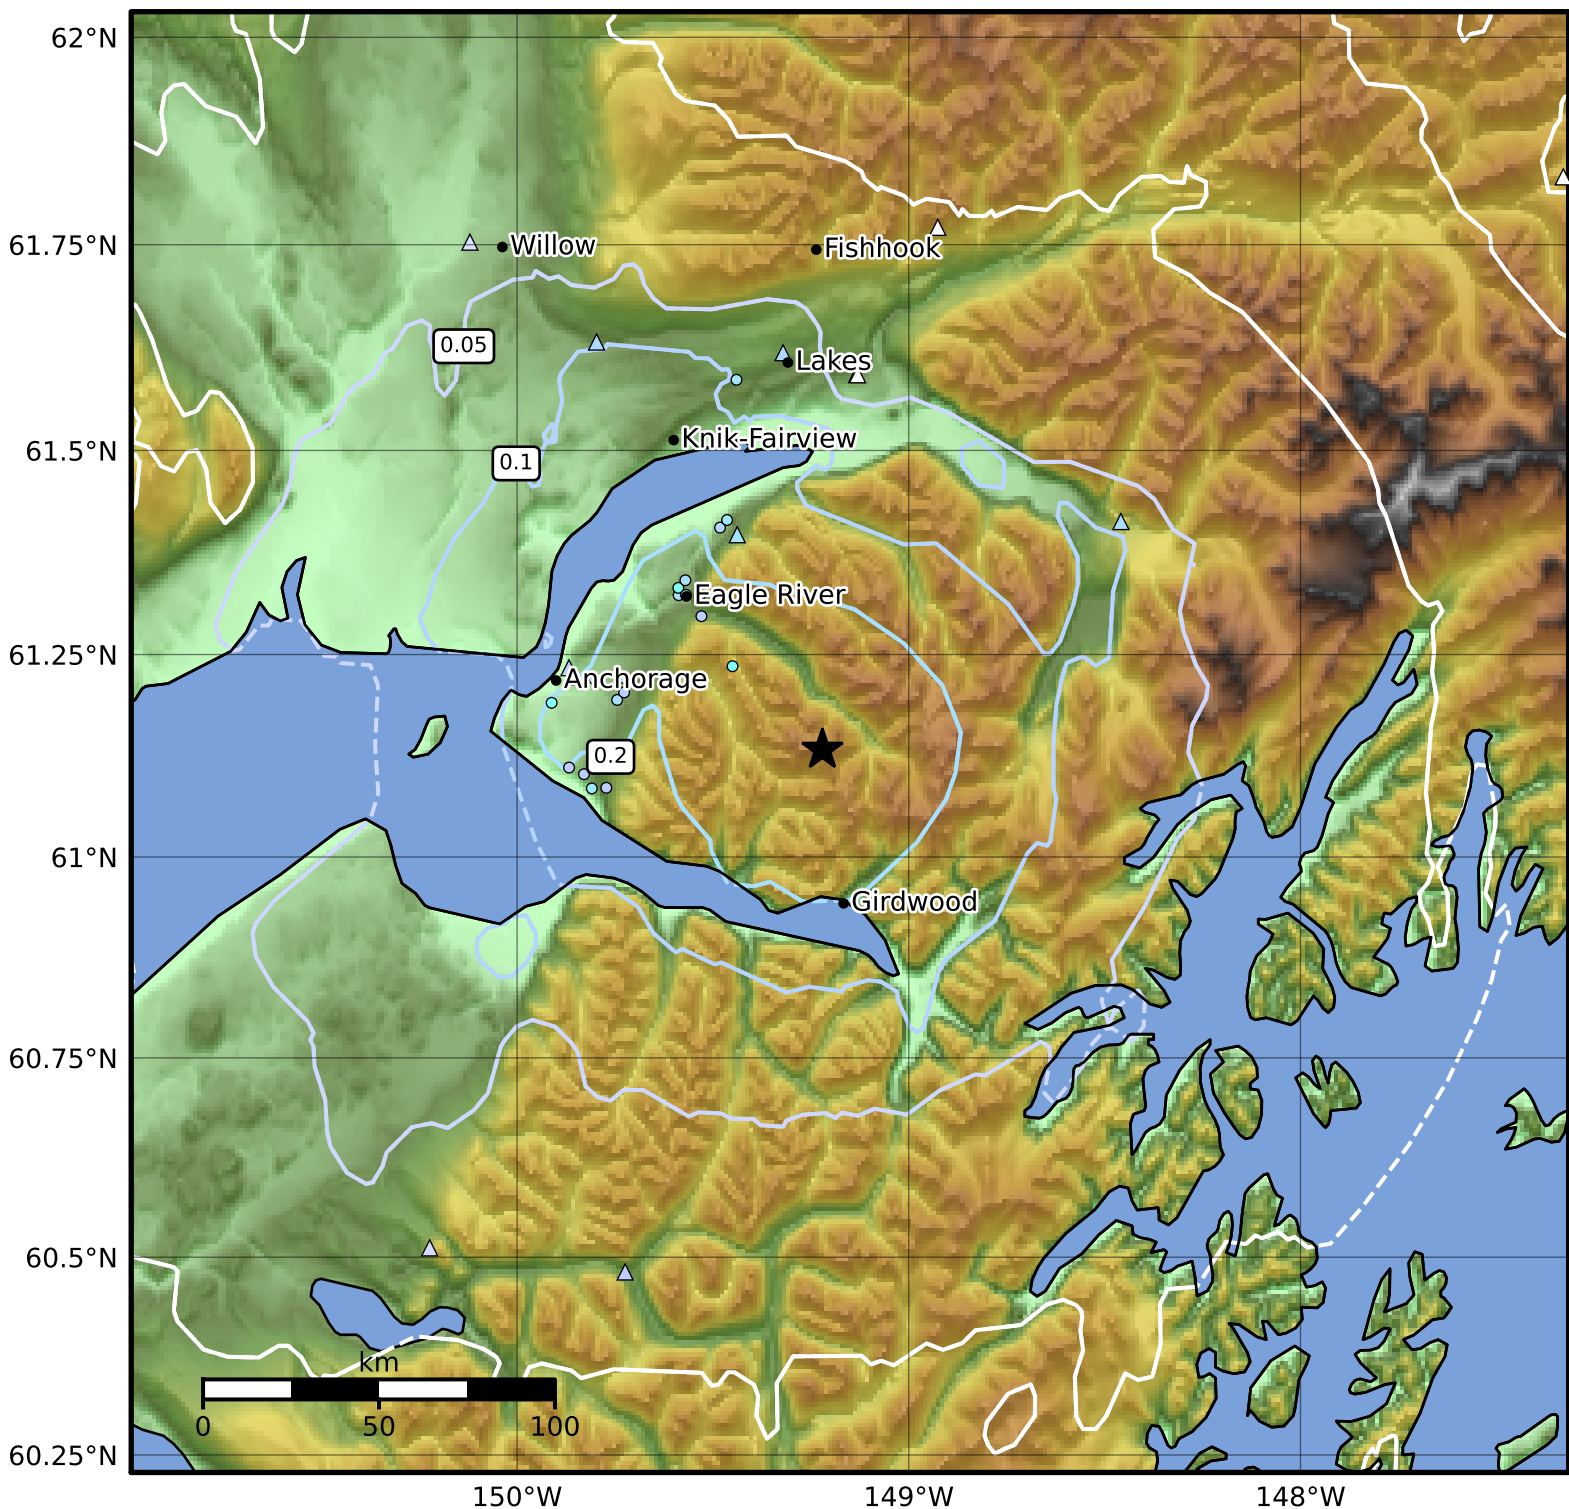 62°N
61.75°N
Willow
Fishhook
0.05
Lakes
61.5°N
Knik-Fairview
0.1
Eagle River
61.25°N
Anchorage
0.2
61°N
Girdwood
60.75°N
60.5°N
km
0 50 100
60.25°N
150°W 149°W 148°W